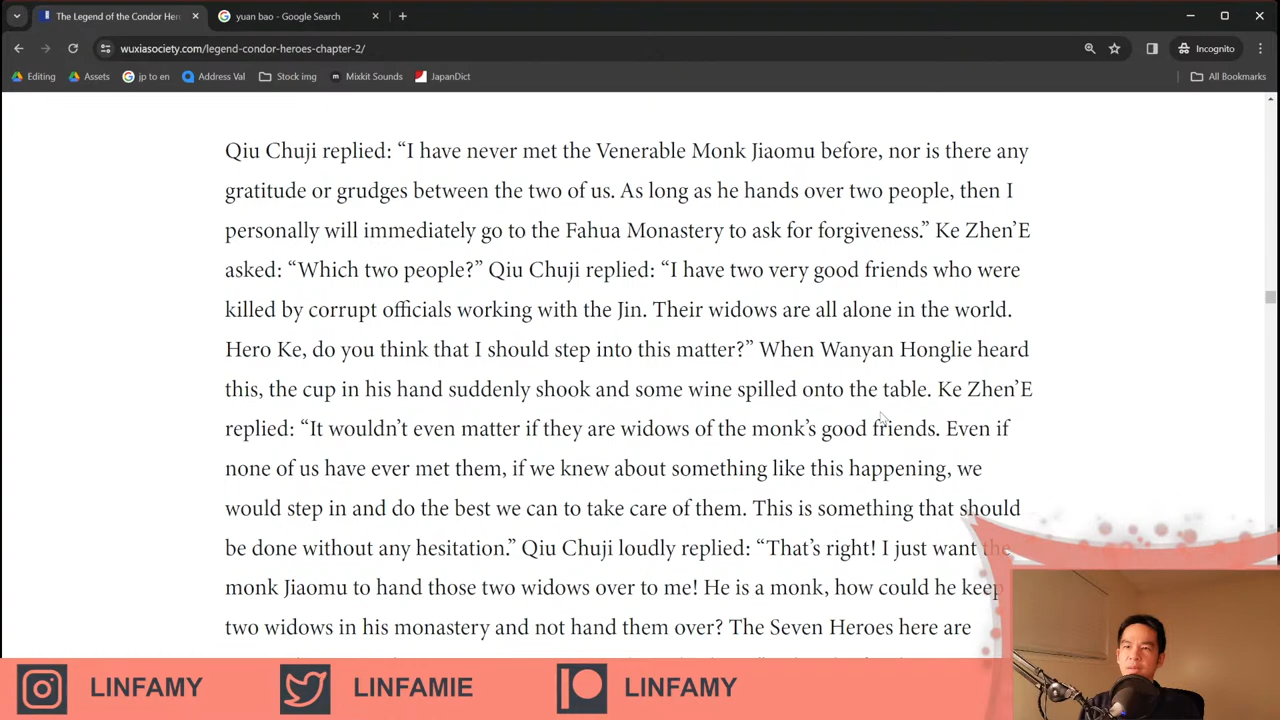 The Legend of the Condor Her
yuan bao - Google Search
wuxiasociety.com/legend-condor-heroes-chapter-2/
Incognito
Editing
Assets
jp to en
Address Val
Stock img
Mixkit Sounds
JapanDict
All Bookmarks
Qiu Chuji replied: “I have never met the Venerable Monk Jiaomu before, nor is there any
gratitude or grudges between the two of us. As long as he hands over two people, then I
personally will immediately go to the Fahua Monastery to ask for forgiveness.” Ke Zhen’E
asked: “Which two people?” Qiu Chuji replied: “I have two very good friends who were
killed by corrupt officials working with the Jin. Their widows are all alone in the world.
Hero Ke, do you think that I should step into this matter?” When Wanyan Honglie heard
this, the cup in his hand suddenly shook and some wine spilled onto the table. Ke Zhen’E
replied: “It wouldn’t even matter if they are widows of the monk’s good friends. Even if
none of us have ever met them, if we knew about something like this happening, we
would step in and do the best we can to take care of them. This is something that should
be done without any hesitation.” Qiu Chuji loudly replied: “That’s right! I just want the
monk Jiaomu to hand those two widows over to me! He is a monk, how could he keep
two widows in his monastery and not hand them over? The Seven Heroes here are
LINFAMY
LINFAMIE
LINFAMY